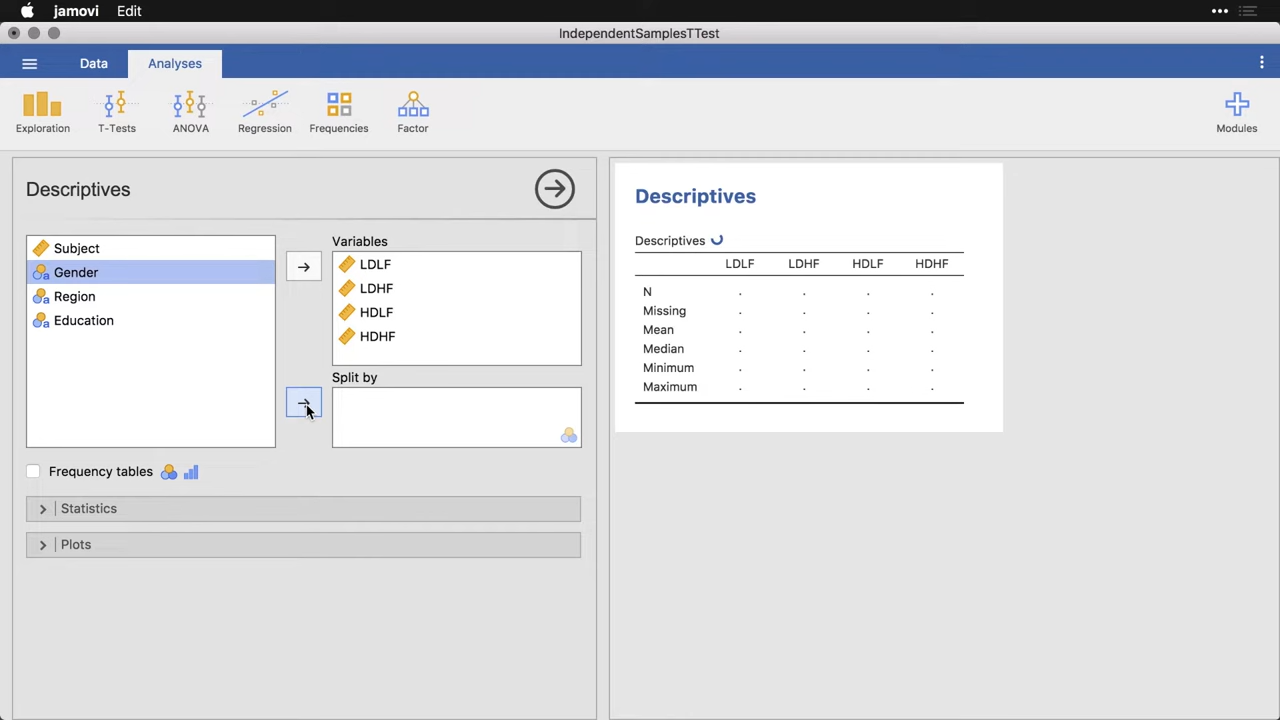 jamovi Edit
IndependentSamplesTTest
Data Analyses
Exploration T-Tests ANOVA Regression Frequencies Factor Modules
Descriptives
Subject
Gender
Region
Education
Variables
LDLF
LDHF
HDLF
HDHF
Split by
Frequency tables
Statistics
Plots
Descriptives
Descriptives
LDLF LDHF HDLF HDHF
N . . . .
Missing . . . .
Mean . . . .
Median . . . .
Minimum . . . .
Maximum . . . .